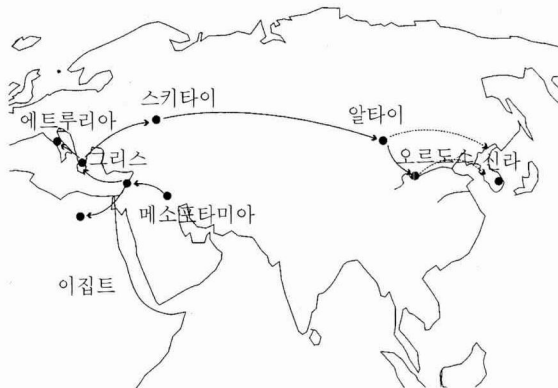 스키타이
에트루리아
알타이
그리스
오르도스
신라
메소포타미아
이집트